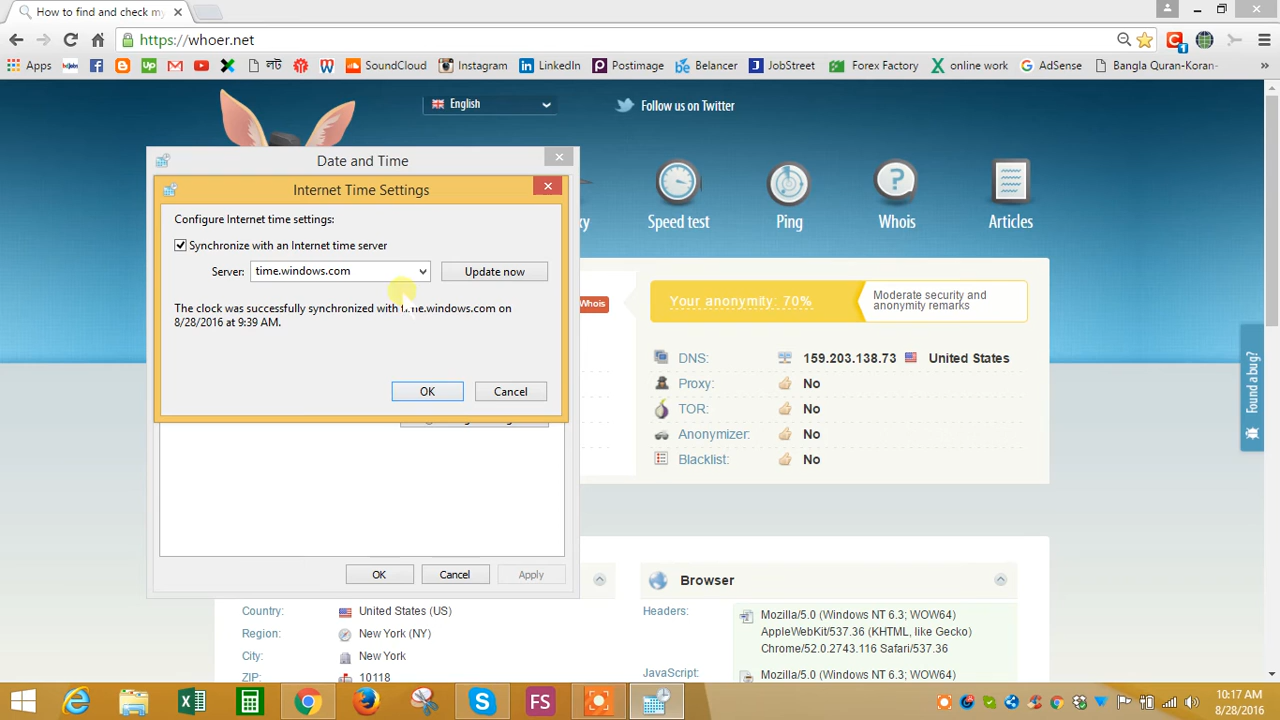 How to find and check my
https://whoer.net
Apps
SoundCloud
Instagram
LinkedIn
Postimage
Belancer
JobStreet
Forex Factory
online work
AdSense
Bangla Quran-Koran-
»
English
Follow us on Twitter
Speed test
Ping
Whois
Articles
Date and Time
Internet Time Settings
Configure Internet time settings:
Synchronize with an Internet time server
Server: time.windows.com Update now
The clock was successfully synchronized with time.windows.com on
8/28/2016 at 9:39 AM.
OK Cancel
OK Cancel Apply
Whois
Your anonymity: 70%
Moderate security and
anonymity remarks
DNS: 159.203.138.73 United States
Proxy: No
TOR: No
Anonymizer: No
Blacklist: No
Found a bug?
Country: United States (US)
Region: New York (NY)
City: New York
ZIP: 10118
Browser
Headers: Mozilla/5.0 (Windows NT 6.3; WOW64)
AppleWebKit/537.36 (KHTML, like Gecko)
Chrome/52.0.2743.116 Safari/537.36
JavaScript: Mozilla/5.0 (Windows NT 6.3; WOW64)
FS
10:17 AM
8/28/2016